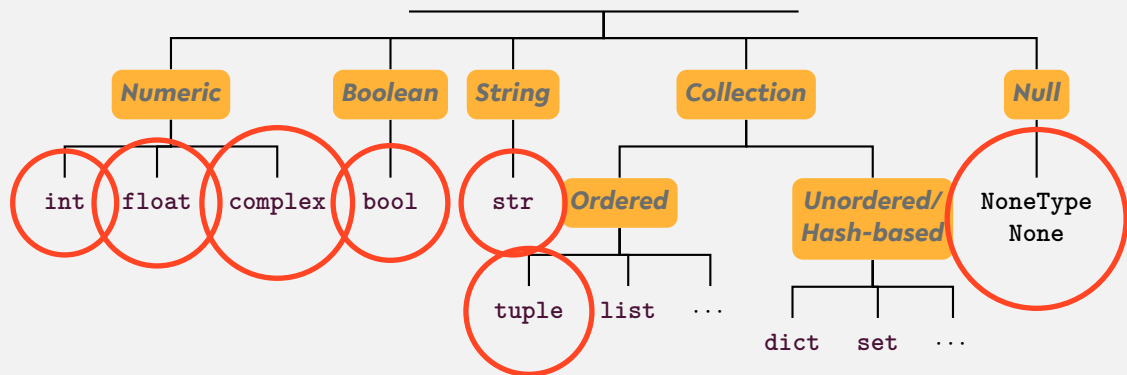 Numeric
Boolean
String
Collection
Null
int
float
complex
bool
str
Ordered
Unordered/
Hash-based
NoneType
None
tuple
list
...
dict
set
...